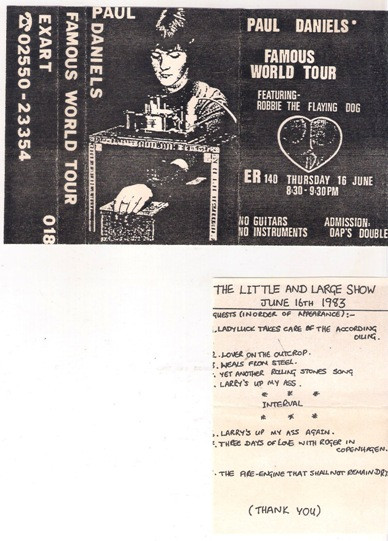 ☎ 02550-23354
EXART
FAMOUS WORLD TOUR
018
PAUL
DANIELS
PAUL DANIELS'
FAMOUS
WORLD TOUR
FEATURING-
ROBBIE THE FLAYING DOG
ER 140 THURSDAY 16 JUNE
8:30-9:30PM
NO GUITARS
NO INSTRUMENTS
ADMISSION:
DAP'S DOUBLE
THE LITTLE AND LARGE SHOW
JUNE 16TH 1983
GUESTS (IN ORDER OF APPEARANCE):-
LADYLUCK TAKES CARE OF THE ACCORDING
OILING.
LOVER ON THE OUTCROP.
MEALS FROM STEEL.
YET ANOTHER ROLLING STONES SONG
LARRY'S UP MY ASS.
* * *
INTERVAL
* * *
LARRY'S UP MY ASS AGAIN.
THREE DAYS OF LOVE WITH ROGER IN
COPENHAGEN.
THE FIRE-ENGINE THAT SHALL NOT REMAIN DRY
(THANK YOU)